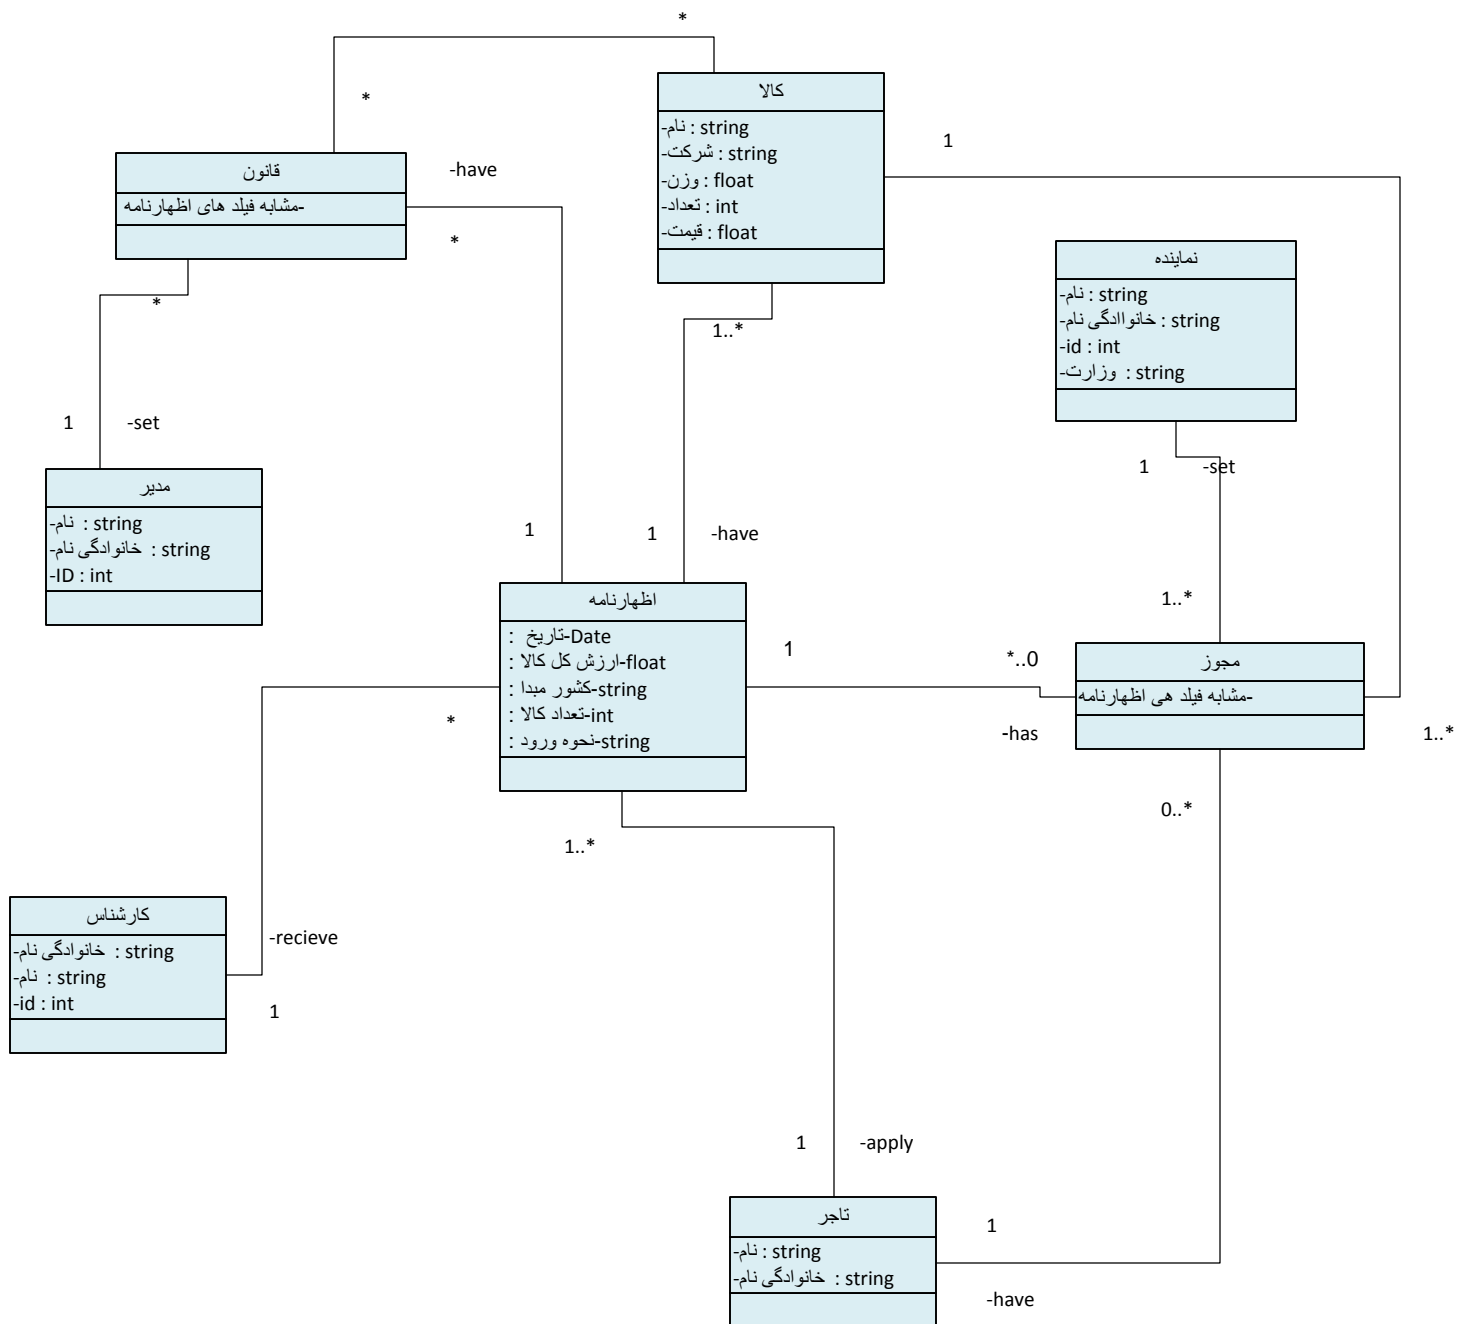 *
*
کالا
-نام : string
-شرکت : string
-وزن : float
-تعداد : int
-قیمت : float
1
قانون
-مشابه فیلد های اظهارنامه
-have
*
*
1..*
نماینده
-نام : string
-خانواادگی نام : string
-id : int
-وزارت : string
1
-set
1
-set
مدیر
-نام : string
-خانوادگی نام : string
-ID : int
1
1
-have
1..*
اظهارنامه
-تاریخ : Date
-ارزش کل کالا : float
-کشور مبدا : string
-تعداد کالا : int
-نحوه ورود : string
1
*..0
-has
مجوز
-مشابه فیلد هی اظهارنامه
1..*
*
1..*
0..*
کارشناس
-خانوادگی نام : string
-نام : string
-id : int
-recieve
1
1
-apply
تاجر
-نام : string
-خانوادگی نام : string
1
-have